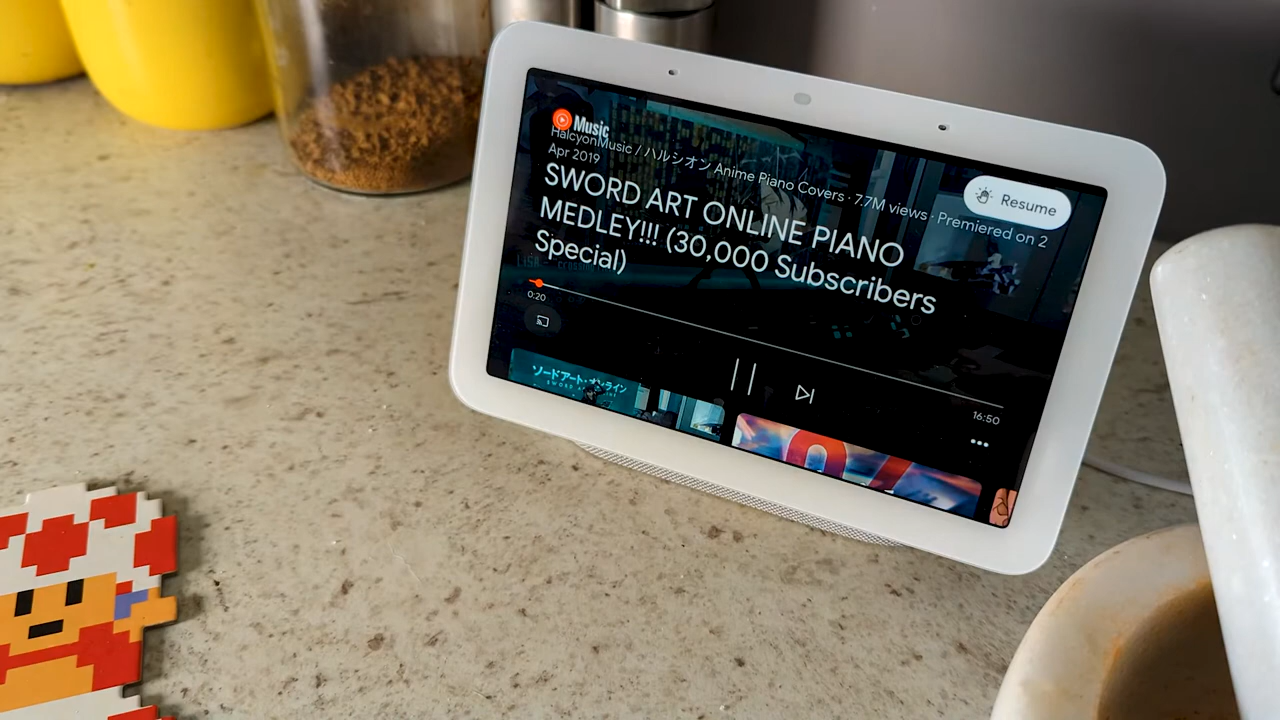 Music
HalcyonMusic / ハルシオン Anime Piano Covers · 7.7M views · Premiered on 2
Apr 2019
Resume
SWORD ART ONLINE PIANO
MEDLEY!!! (30,000 Subscribers
Special)
0:20
16:50
ソードアート・オンライン